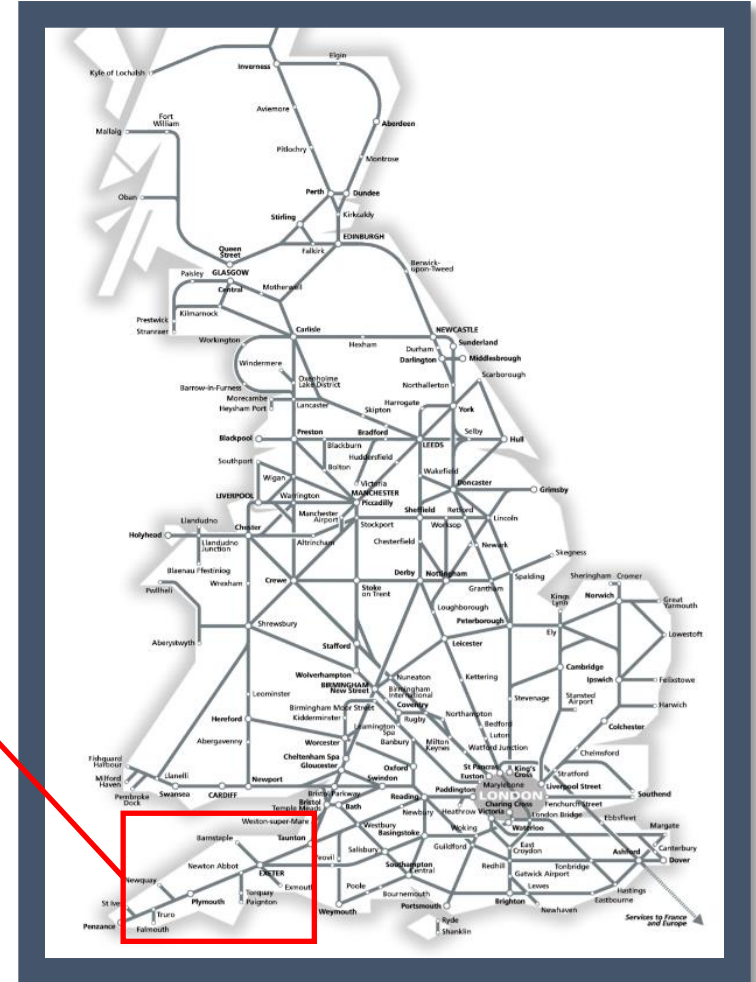 Elgin
Inverness
Kyle of Lochalsh
Aviemore
Fort
William
Mallaig
Aberdeen
Pitlochry
Montrose
Perth
Dundee
Oban
Stirling
Kirkcaldy
EDINBURGH
Queen
Street
Falkirk
GLASGOW
Central
Paisley
Motherwell
Berwick-
upon-Tweed
Prestwick
Kilmarnock
Stranraer
Carlisle
NEWCASTLE
Workington
Hexham
Durham
Sunderland
Darlington
Middlesbrough
Windermere
Oxenholme
Lake District
Northallerton
Scarborough
Barrow-in-Furness
Morecambe
Lancaster
Heysham Port
Harrogate
York
Skipton
Blackpool
Preston
Bradford
LEEDS
Selby
Hull
Blackburn
Huddersfield
Southport
Bolton
Wakefield
Wigan
Victoria
MANCHESTER
Piccadilly
Doncaster
Grimsby
LIVERPOOL
Warrington
Manchester
Airport
Sheffield
Retford
Llandudno
Chester
Stockport
Worksop
Lincoln
Holyhead
Llandudno
Junction
Altrincham
Chesterfield
Newark
Blaenau Ffestiniog
Skegness
Derby
Nottingham
Wrexham
Crewe
Stoke
on Trent
Grantham
Spalding
Sheringham
Cromer
Pwllheli
Loughborough
Kings
Lynn
Norwich
Great
Yarmouth
Shrewsbury
Peterborough
Ely
Lowestoft
Aberystwyth
Stafford
Leicester
Wolverhampton
Cambridge
BIRMINGHAM
New Street
Nuneaton
Birmingham
International
Kettering
Ipswich
Felixstowe
Leominster
Coventry
Stevenage
Stansted
Airport
Birmingham Moor Street
Rugby
Northampton
Harwich
Kidderminster
Leamington
Spa
Bedford
Hereford
Colchester
Worcester
Banbury
Milton
Keynes
Luton
Abergavenny
Watford Junction
Chelmsford
Cheltenham Spa
Gloucester
Oxford
St Pancras
King's
Cross
Fishguard
Harbour
Euston
Stratford
Milford
Haven
Llanelli
Newport
Swindon
Marylebone
Liverpool Street
Pembroke
Dock
Swansea
CARDIFF
Bristol Parkway
Reading
Paddington
LONDON
Southend
Bristol
Temple Meads
Bath
Newbury
Heathrow
Victoria
Charing Cross
Fenchurch Street
London Bridge
Ebbsfleet
Weston-super-Mare
Westbury
Basingstoke
Woking
Waterloo
Margate
Barnstaple
Taunton
Salisbury
Guildford
East
Croydon
Canterbury
Newton Abbot
EXETER
Yeovil
Southampton
Central
Redhill
Tonbridge
Ashford
Dover
Gatwick Airport
Newquay
Exmouth
Poole
Bournemouth
Lewes
Hastings
Plymouth
Torquay
Paignton
Weymouth
Portsmouth
Brighton
Eastbourne
Newhaven
St Ives
Truro
Penzance
Falmouth
Ryde
Shanklin
Services to France
and Europe